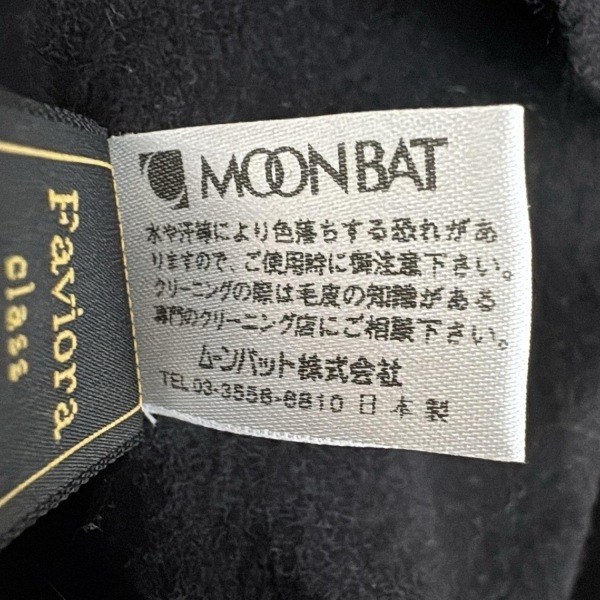 MOONBAT
水や汗等により色落ちする恐れがあ
りますので、ご使用時に御注意下さい。
クリーニングの際は毛皮の知識がある
専門のクリーニング店にご相談下さい。
ムーンバット株式会社
TEL 03-3556-6810 日本製
Faviora
class